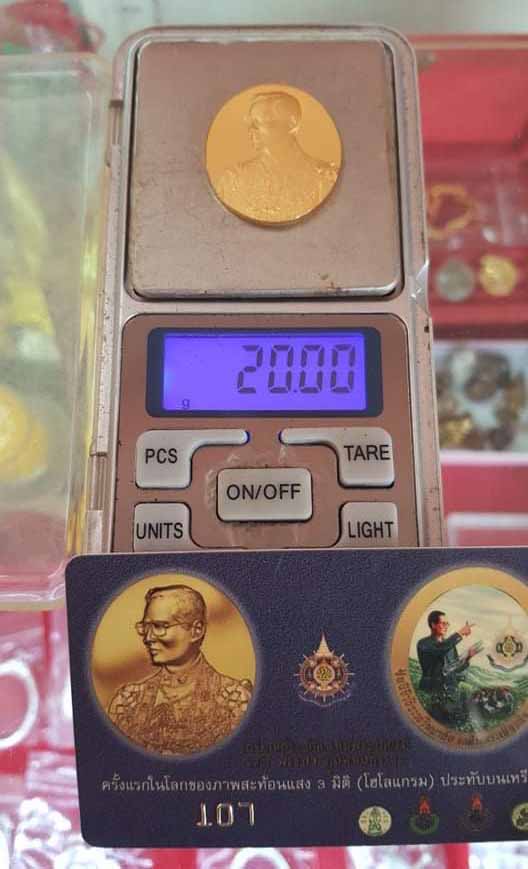 20.00
g
PCS
TARE
ON/OFF
UNITS
LIGHT
ครั้งแรกในโลกของภาพสะท้อนแสง 3 มิติ (โฮโลแกรม) ประทับบนเหรี
107